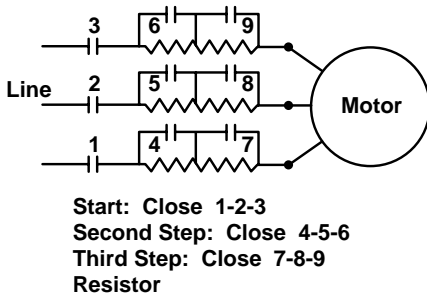 3 6 9
Line 2 5 8 Motor
1 4 7
Start: Close 1-2-3
Second Step: Close 4-5-6
Third Step: Close 7-8-9
Resistor